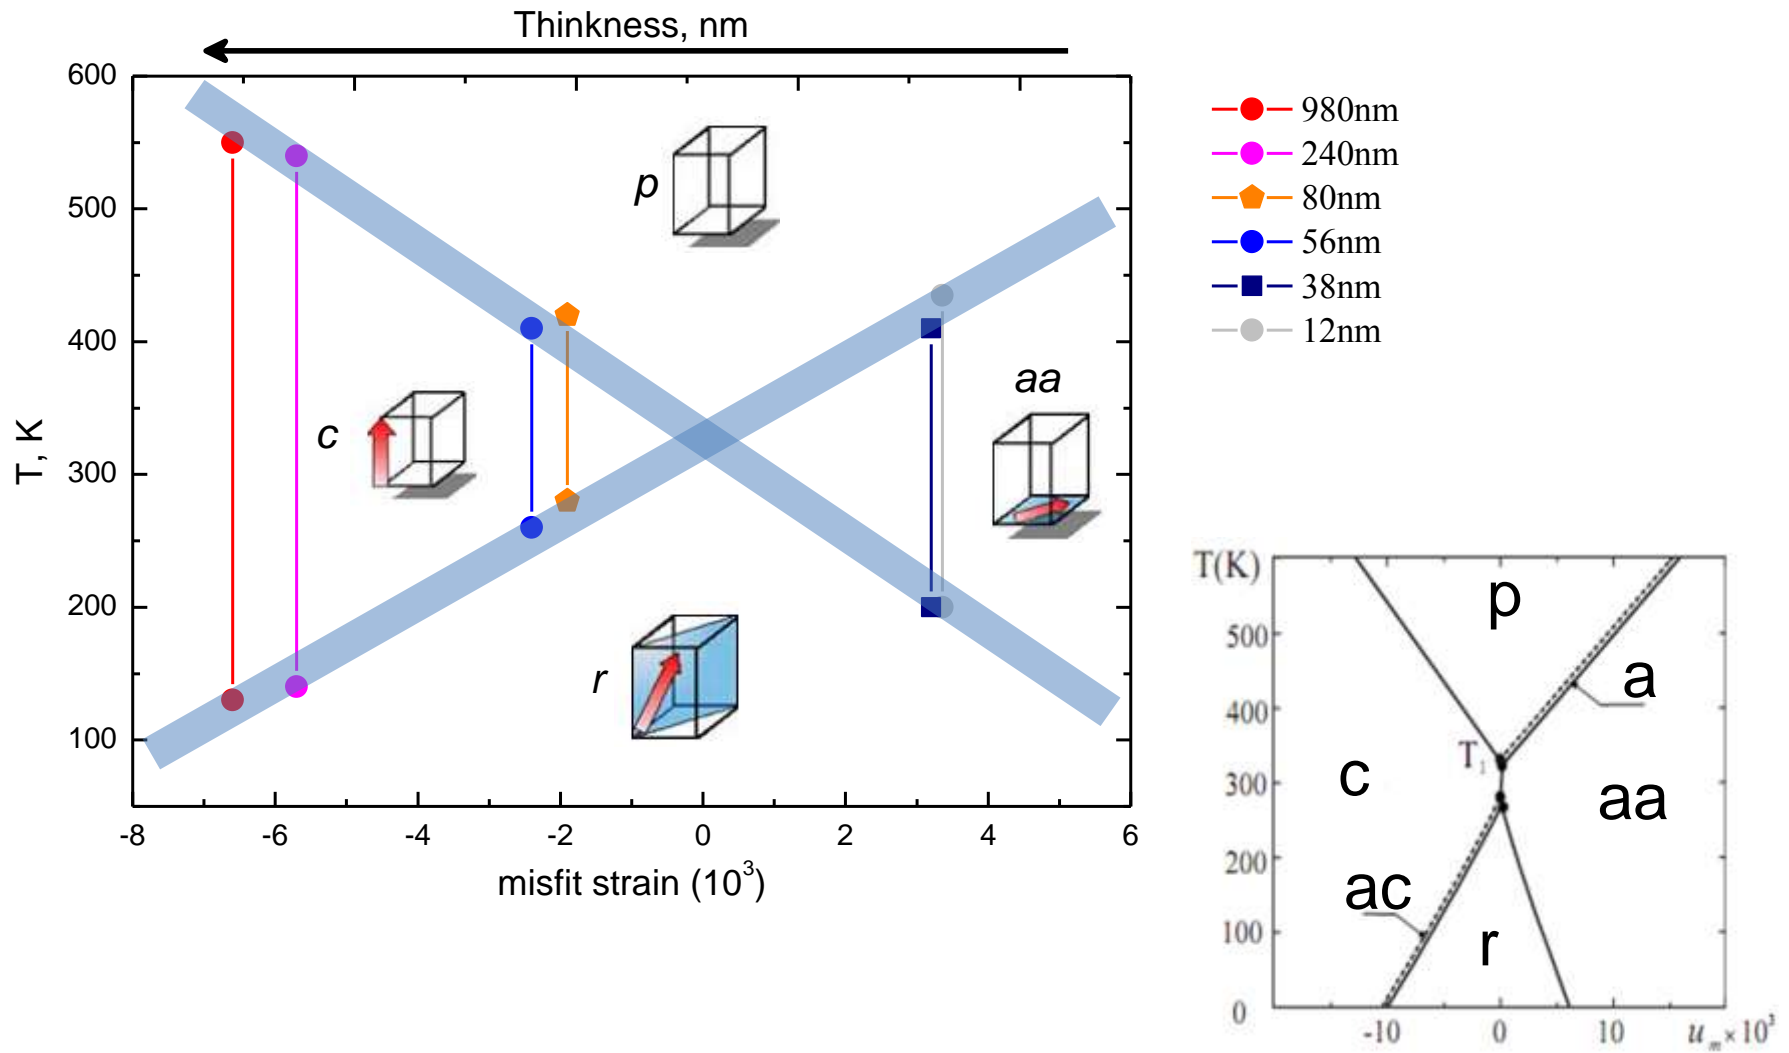 Thinkness, nm
600
500
400
300
200
100
T, K
-8
-6
-4
-2
0
2
4
6
misfit strain (10³)
p
c
aa
r
980nm
240nm
80nm
56nm
38nm
12nm
T(K)
500
400
300
200
100
0
p
a
T₁
c
aa
ac
r
-10
0
10
uₘ×10³